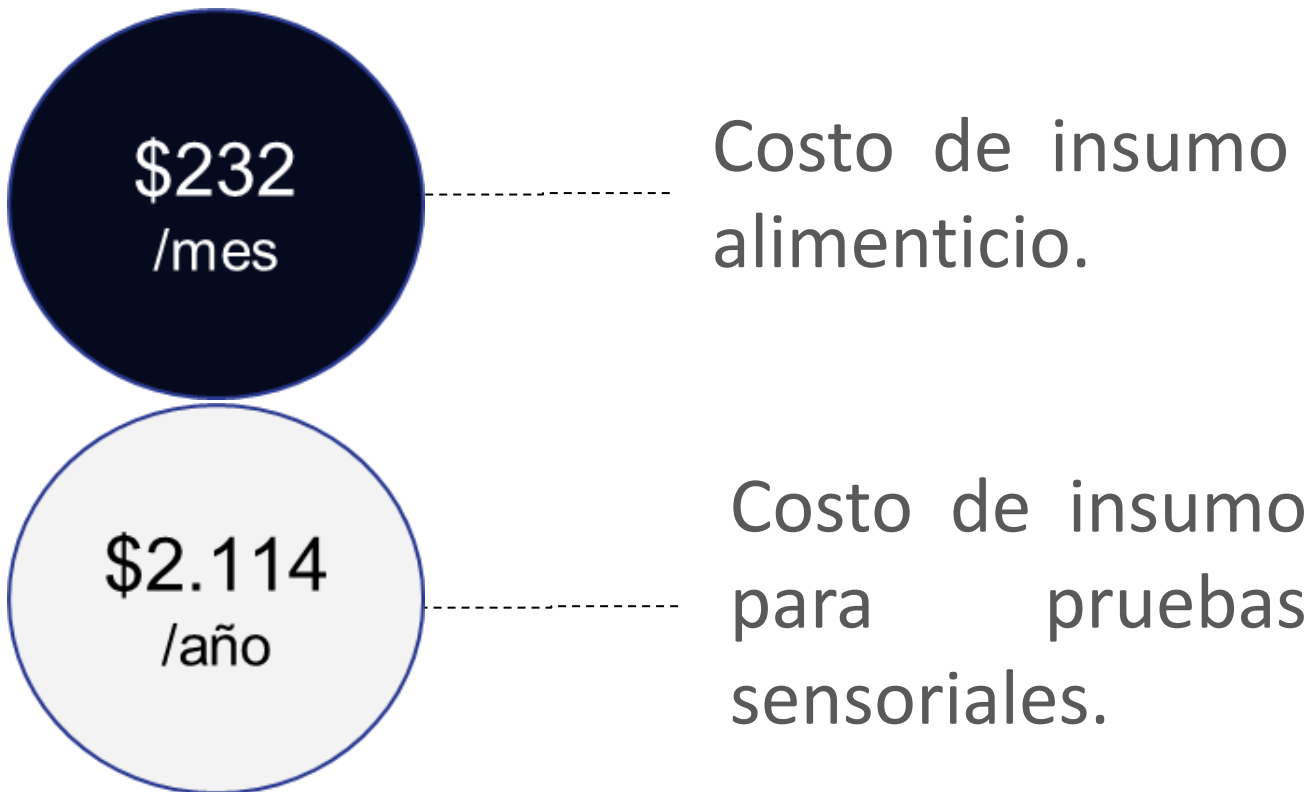 $232
/mes
Costo de insumo
alimenticio.
$2.114
/año
Costo de insumo
para pruebas
sensoriales.